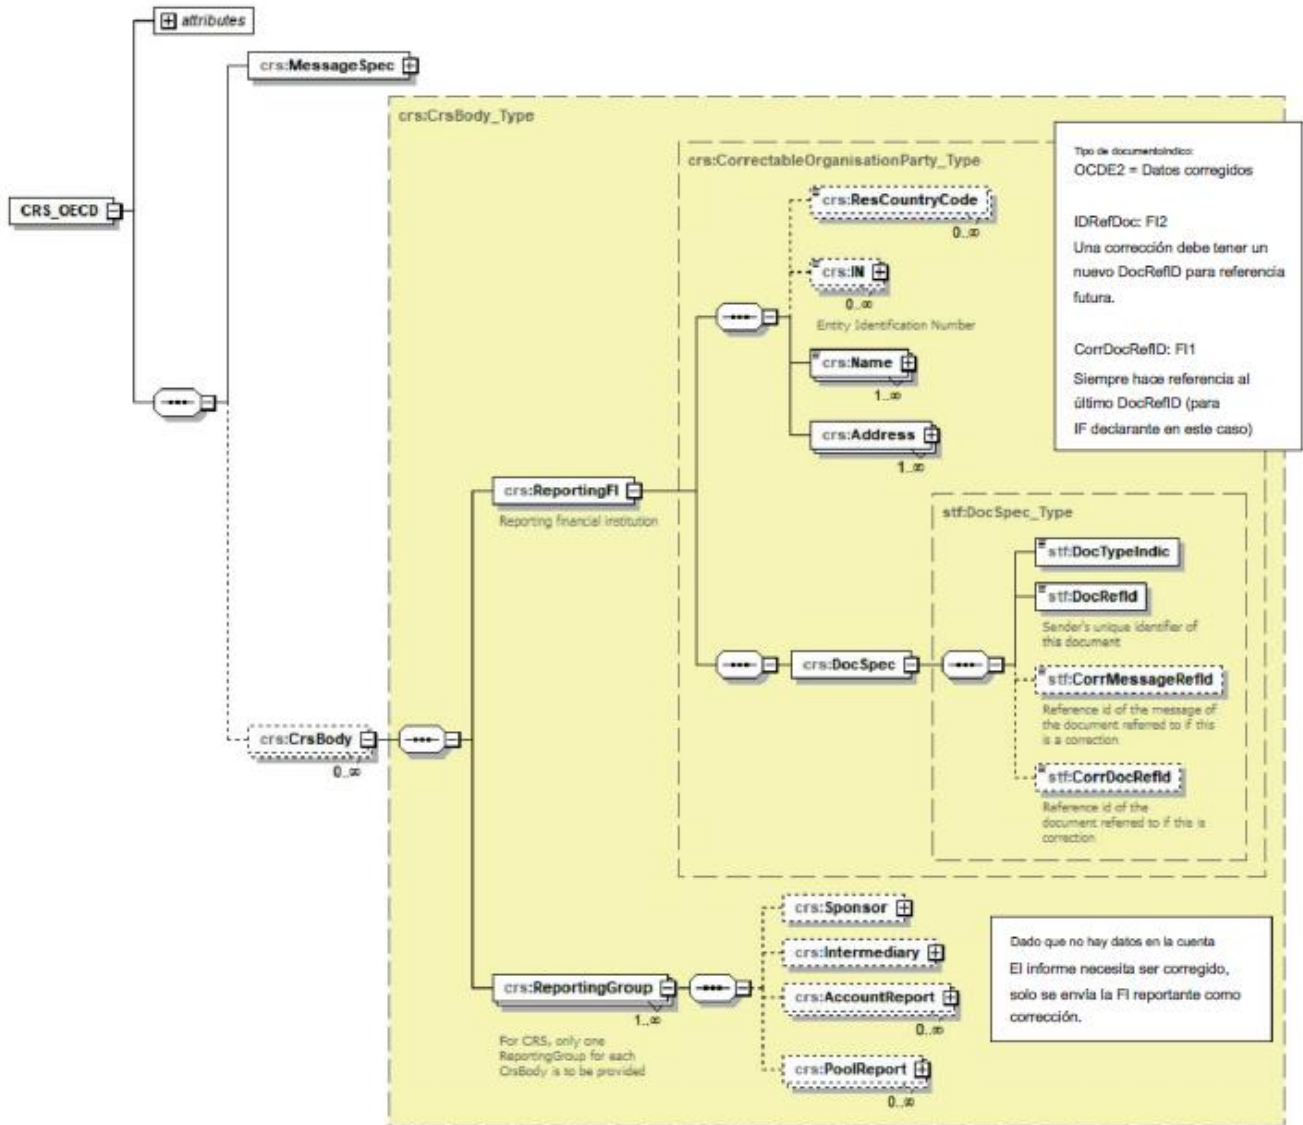 attributes
crs:MessageSpec
crs:CrsBody_Type
crs:CorrectableOrganisationParty_Type
Tipo de documentoIndico:
OCDE2 = Datos corregidos
IDRefDoc: FI2
Una corrección debe tener un
nuevo DocRefID para referencia
futura.
CorrDocRefID: FI1
Siempre hace referencia al
último DocRefID (para
IF declarante en este caso)
crs:ResCountryCode
0..∞
CRS_OECD
crs:IN
0..∞
Entity Identification Number
crs:Name
1..∞
crs:Address
1..∞
crs:ReportingFI
Reporting financial institution
stf:DocSpec_Type
stf:DocTypeIndic
stf:DocRefId
Sender's unique identifier of
this document
crs:DocSpec
stf:CorrMessageRefId
Reference id of the message of
the document referred to if this
is a correction
stf:CorrDocRefId
Reference id of the
document referred to if this is
correction
crs:CrsBody
0..∞
crs:Sponsor
crs:Intermediary
crs:ReportingGroup
1..∞
For CRS, only one
ReportingGroup for each
CrsBody is to be provided
crs:AccountReport
0..∞
crs:PoolReport
0..∞
Dado que no hay datos en la cuenta
El informe necesita ser corregido,
solo se envía la FI reportante como
corrección.